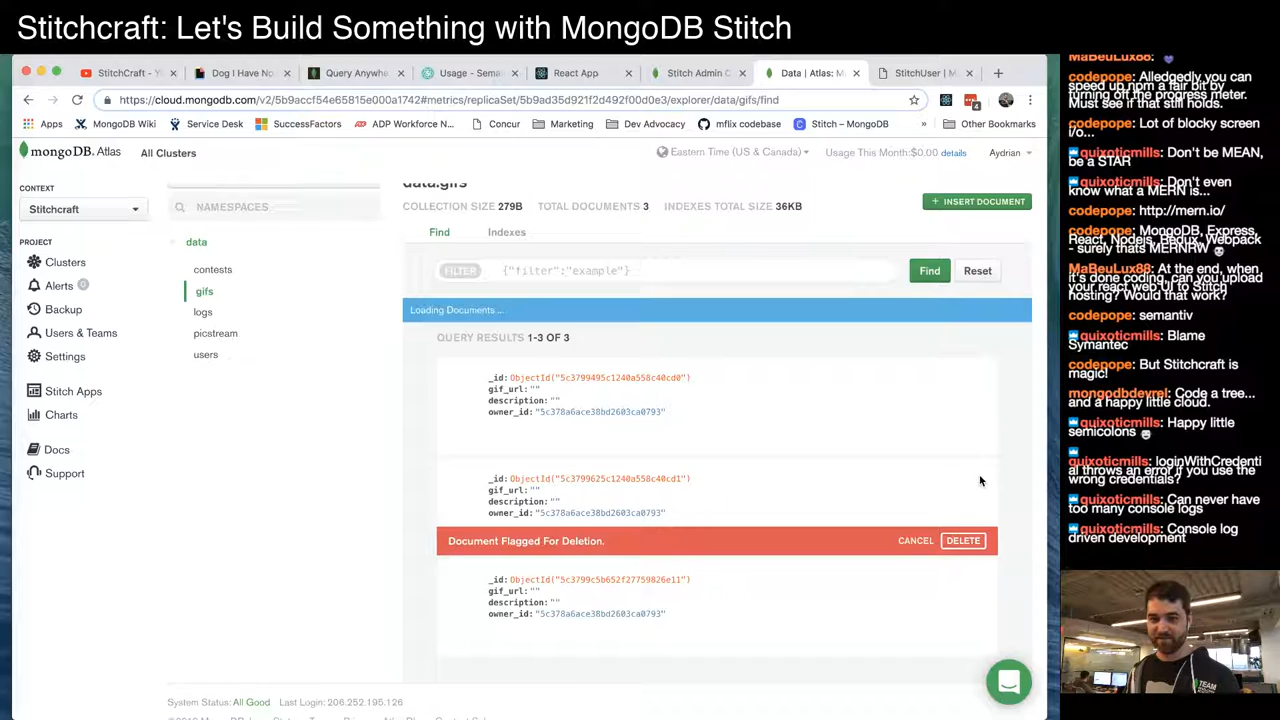 Stitchcraft: Let's Build Something with MongoDB Stitch
StitchCraft - Y
Dog I Have No
Query Anywhe
Usage - Sema
React App
Stitch Admin C
Data | Atlas: M
StitchUser | M
https://cloud.mongodb.com/v2/5b9accf54e65815e000a1742#metrics/replicaSet/5b9ad35d921f2d492f00d0e3/explorer/data/gifs/find
4
Apps
MongoDB Wiki
Service Desk
SuccessFactors
ADP Workforce N...
Concur
Marketing
Dev Advocacy
mflix codebase
Stitch – MongoDB
Other Bookmarks
mongoDB. Atlas
All Clusters
Eastern Time (US & Canada)
Usage This Month:$0.00 details
Aydrian
CONTEXT
Stitchcraft
PROJECT
Clusters
Alerts 0
Backup
Users & Teams
Settings
Stitch Apps
Charts
Docs
Support
NAMESPACES
data
contests
gifs
logs
picstream
users
data.gifs
COLLECTION SIZE 279B TOTAL DOCUMENTS 3 INDEXES TOTAL SIZE 36KB
+ INSERT DOCUMENT
Find Indexes
FILTER {"filter":"example"}
Find
Reset
Loading Documents ...
QUERY RESULTS 1-3 OF 3
_id: ObjectId("5c3799495c1240a558c40cd0")
gif_url: ""
description: ""
owner_id: "5c378a6ace38bd2603ca0793"
_id: ObjectId("5c3799625c1240a558c40cd1")
gif_url: ""
description: ""
owner_id: "5c378a6ace38bd2603ca0793"
Document Flagged For Deletion.
CANCEL
DELETE
_id: ObjectId("5c3799c5b652f27759826e11")
gif_url: ""
description: ""
owner_id: "5c378a6ace38bd2603ca0793"
System Status: All Good Last Login: 206.252.195.126
MaBeuLux88:
codepope: Alledgedly you can
speed up npm a fair bit by
turning off the progress meter.
Must see if that still holds.
codepope: Lot of blocky screen
i/o...
quixoticmills: Don't be MEAN,
be a STAR
quixoticmills: Don't even
know what a MERN is...
codepope: http://mern.io/
codepope: MongoDB, Express,
React, Nodejs, Redux, Webpack
- surely thats MERNRW
MaBeuLux88: At the end, when
it's done coding, can you upload
your react web UI to Stitch
hosting? Would that work?
codepope: semantiv
quixoticmills: Blame
Symantec
codepope: But Stitchcraft is
magic!
mongodbdevrel: Code a tree...
and a happy little cloud.
quixoticmills: Happy little
semicolons
quixoticmills: loginWithCredenti
al throws an error if you use the
wrong credentials?
quixoticmills: Can never have
too many console logs
quixoticmills: Console log
driven development
TEAM